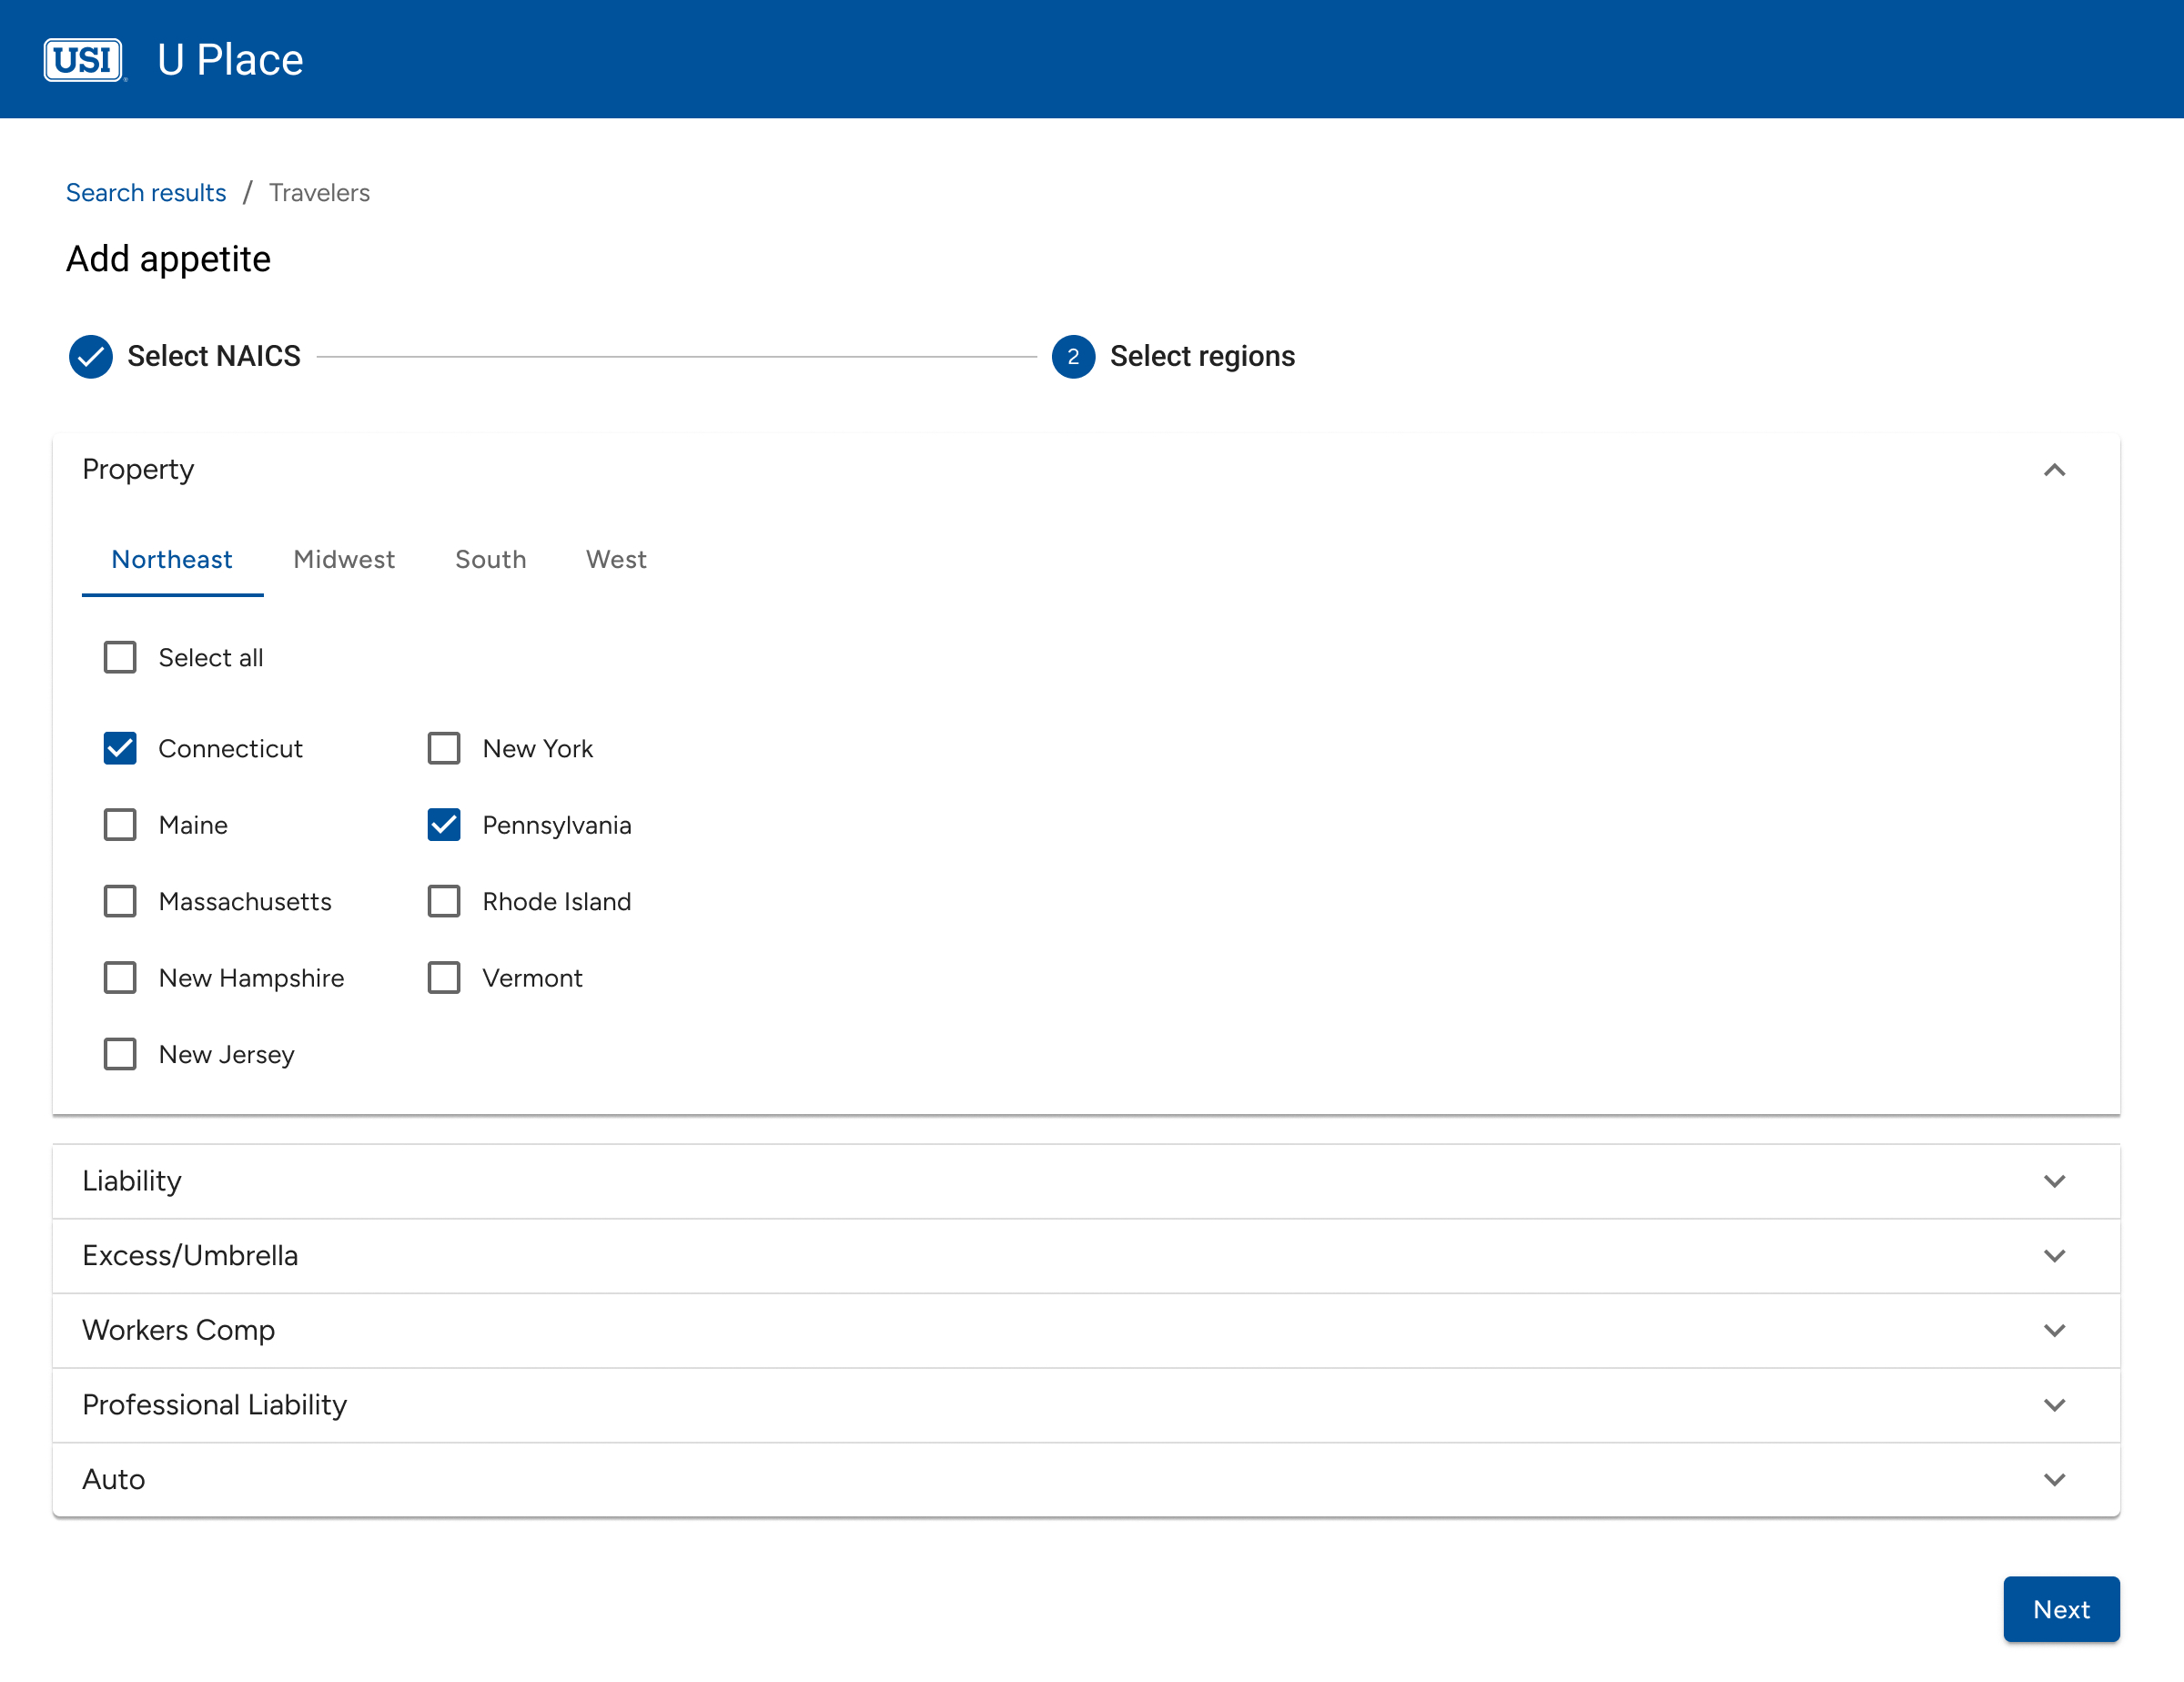 USI ® U Place
Search results / Travelers
Add appetite
Select NAICS
2 Select regions
Property
Northeast Midwest South West
Select all
Connecticut
New York
Maine
Pennsylvania
Massachusetts
Rhode Island
New Hampshire
Vermont
New Jersey
Liability
Excess/Umbrella
Workers Comp
Professional Liability
Auto
Next